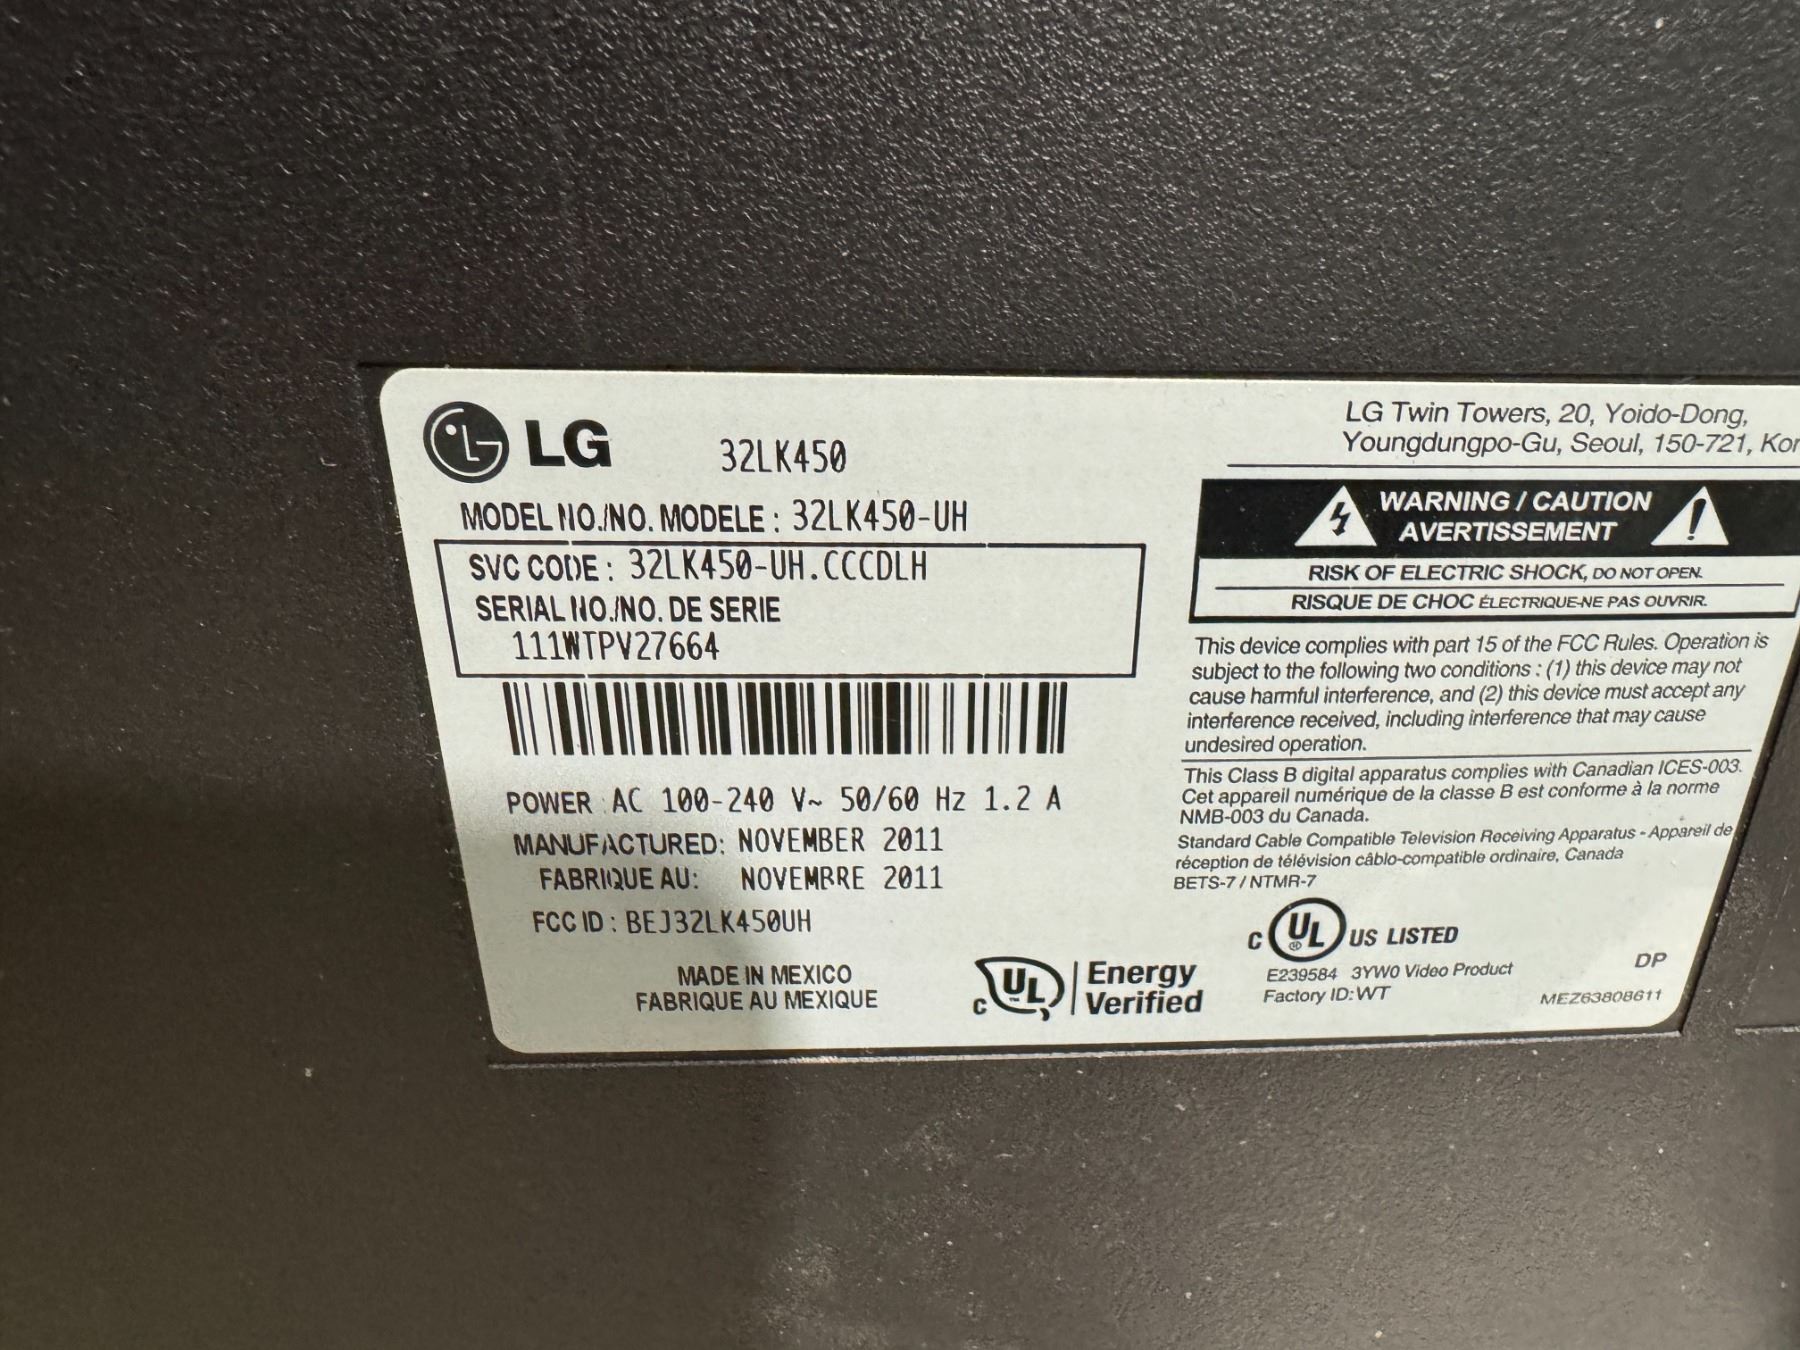 LG 32LK450
MODEL NO./NO. MODELE : 32LK450-UH
SVC CODE : 32LK450-UH.CCCDLH
SERIAL NO./NO. DE SERIE
111WTPV27664
POWER : AC 100-240 V~ 50/60 Hz 1.2 A
MANUFACTURED: NOVEMBER 2011
FABRIQUE AU: NOVEMBRE 2011
FCC ID : BEJ32LK450UH
MADE IN MEXICO
FABRIQUE AU MEXIQUE
c UL Energy
Verified
LG Twin Towers, 20, Yoido-Dong,
Youngdungpo-Gu, Seoul, 150-721, Kor
WARNING / CAUTION
AVERTISSEMENT
RISK OF ELECTRIC SHOCK, DO NOT OPEN.
RISQUE DE CHOC ÉLECTRIQUE-NE PAS OUVRIR.
This device complies with part 15 of the FCC Rules. Operation is
subject to the following two conditions : (1) this device may not
cause harmful interference, and (2) this device must accept any
interference received, including interference that may cause
undesired operation.
This Class B digital apparatus complies with Canadian ICES-003.
Cet appareil numérique de la classe B est conforme à la norme
NMB-003 du Canada.
Standard Cable Compatible Television Receiving Apparatus - Appareil de
réception de télévision câblo-compatible ordinaire, Canada
BETS-7 / NTMR-7
c UL ® US LISTED
E239584 3YW0 Video Product
Factory ID:WT
DP
MEZ63808611